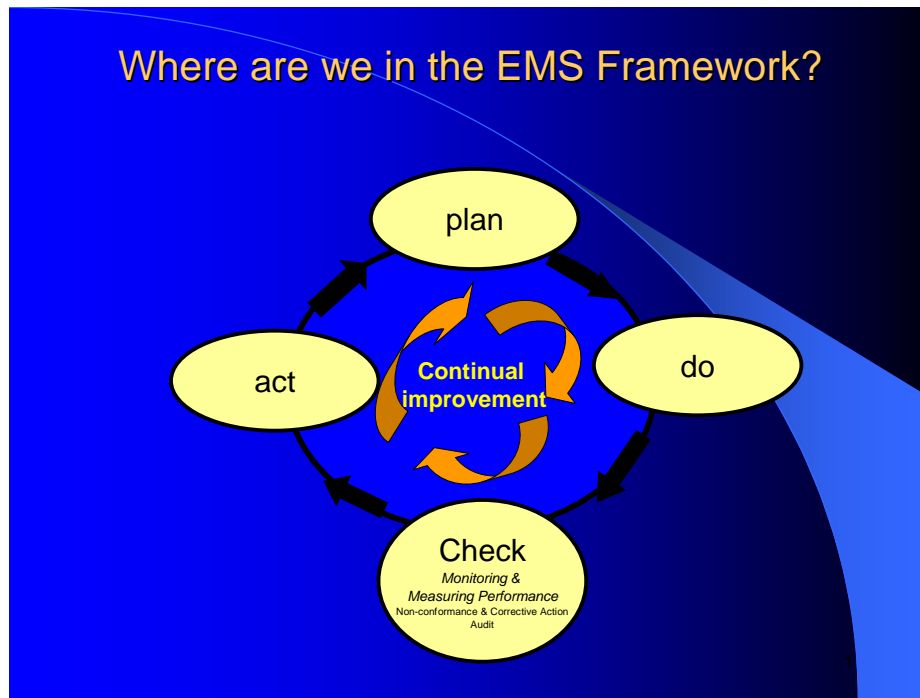 Where are we in the EMS Framework?
plan
act
Continual
improvement
do
Check
Monitoring &
Measuring Performance
Non-conformance & Corrective Action
Audit